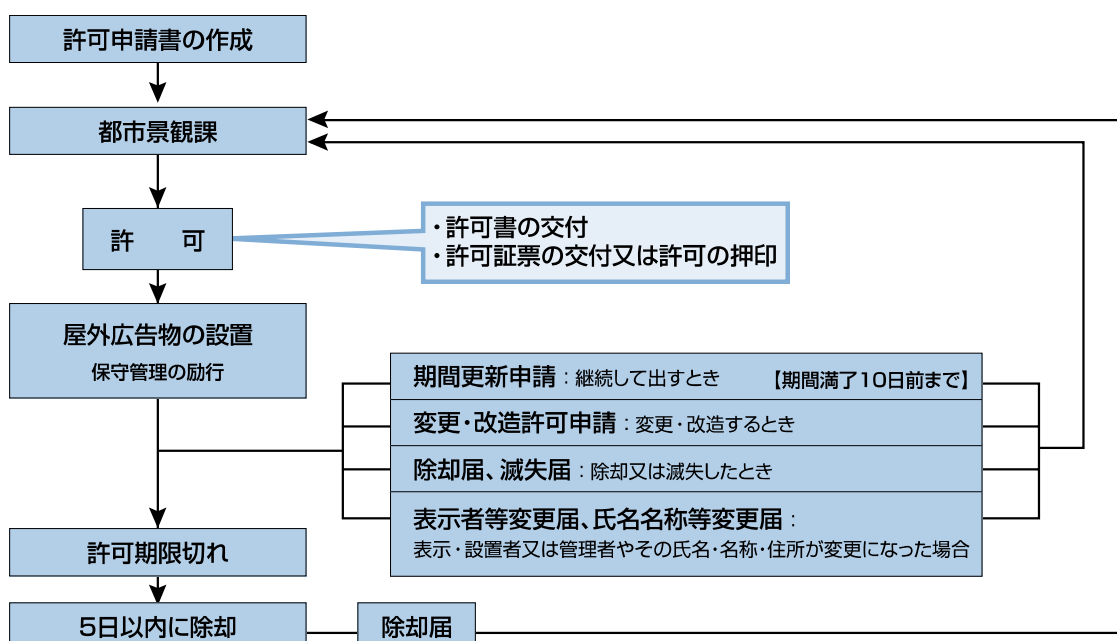 許可申請書の作成
都市景観課
許　可
・許可書の交付
・許可証票の交付又は許可の押印
屋外広告物の設置
保守管理の励行
期間更新申請：継続して出すとき　【期間満了10日前まで】
変更・改造許可申請：変更・改造するとき
除却届、滅失届：除却又は滅失したとき
表示者等変更届、氏名名称等変更届：
表示・設置者又は管理者やその氏名・名称・住所が変更になった場合
許可期限切れ
5日以内に除却
除却届